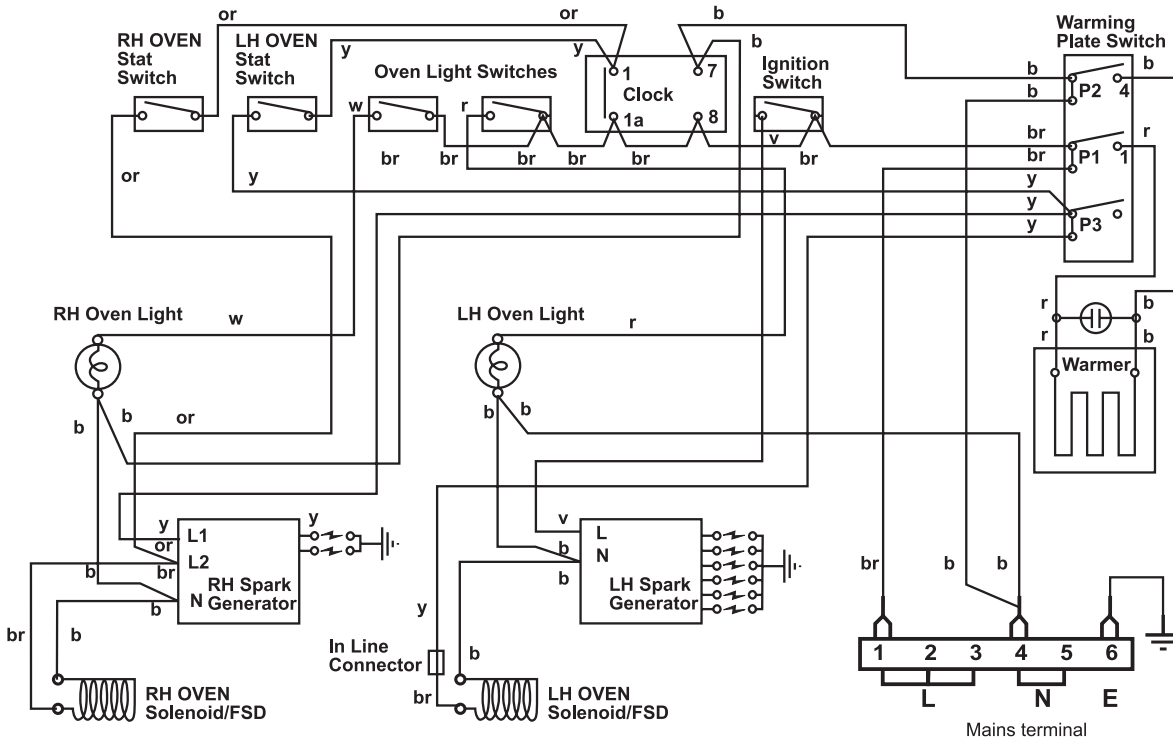 or
or
b
Warming
Plate Switch
RH OVEN
Stat
Switch
LH OVEN
Stat
Switch
y
y
b
Ignition
Switch
Oven Light Switches
1
7
Clock
1a
8
b
b
b
P2
4
w
r
v
br
r
br
br
br
br
br
br
br
P1
1
or
y
y
y
y
P3
RH Oven Light
w
LH Oven Light
r
r
b
r
b
Warmer
b
b
or
b
b
y
y
L1
or
L2
br
b
N
b
RH Spark
Generator
v
L
b
N
b
LH Spark
Generator
br
b
b
br
b
y
In Line
Connector
b
br
RH OVEN
Solenoid/FSD
LH OVEN
Solenoid/FSD
1
2
3
4
5
6
L
N
E
Mains terminal